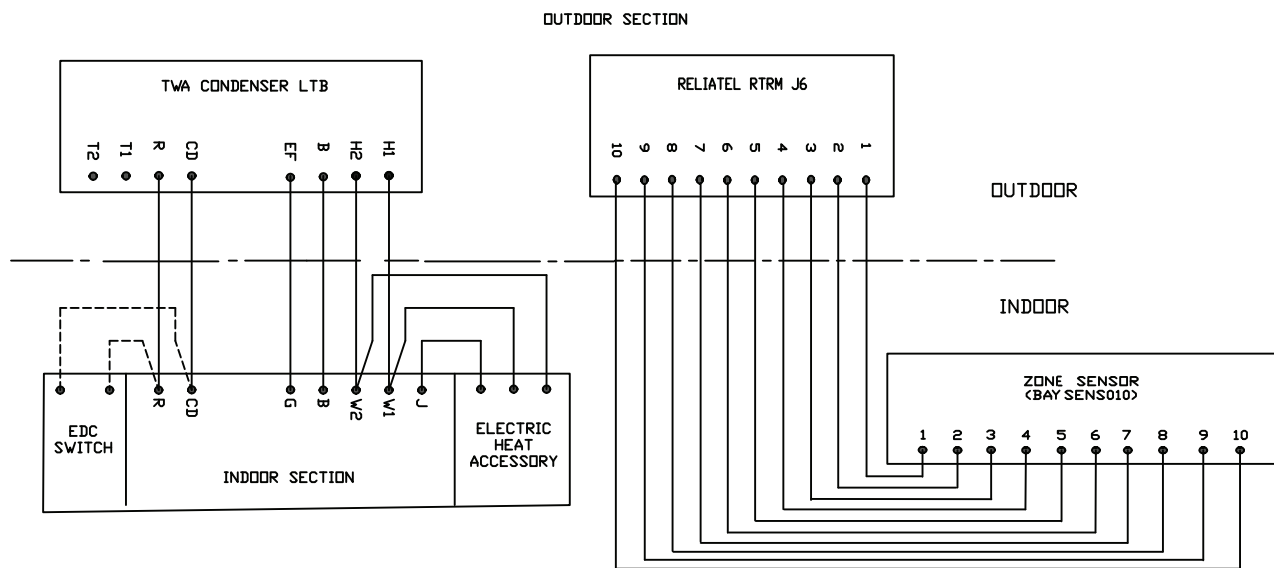 OUTDOOR SECTION
TWA CONDENSER LTB
T2 T1 R CD EF B H2 H1
RELIATEL RTRM J6
10 9 8 7 6 5 4 3 2 1
OUTDOOR
INDOOR
R CD G B W2 W1 J
EDC
SWITCH
INDOOR SECTION
ELECTRIC
HEAT
ACCESSORY
ZONE SENSOR
(BAYSENS010)
1 2 3 4 5 6 7 8 9 10